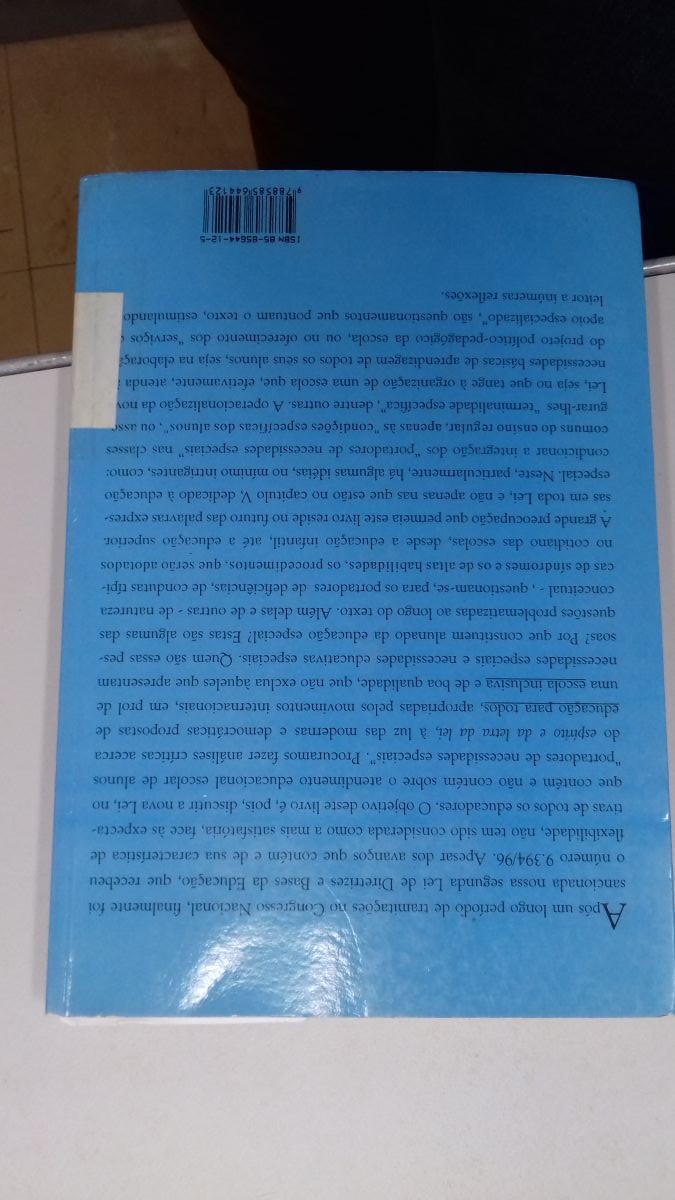 Após um longo período de tramitações no Congresso Nacional, finalmente foi
sancionada nossa segunda Lei de Diretrizes e Bases da Educação, que recebeu
o número 9.394/96. Apesar dos avanços que contém e de sua característica de
flexibilidade, não tem sido considerada como a mais satisfatória, face às expecta-
tivas de todos os educadores. O objetivo deste livro é, pois, discutir a nova Lei, no
que contém e não contém sobre o atendimento educacional escolar de alunos
"portadores de necessidades especiais". Procuramos fazer análises críticas acerca
do espírito e da letra da lei, à luz das modernas e democráticas propostas de
educação para todos, apropriadas pelos movimentos internacionais, em prol de
uma escola inclusiva e de boa qualidade, que não exclua àqueles que apresentam
necessidades especiais e necessidades educativas especiais. Quem são essas pes-
soas? Por que constituem alunado da educação especial? Estas são algumas das
questões problematizadas ao longo do texto. Além delas e de outras - de natureza
conceitual - , questionam-se, para os portadores de deficiências, de condutas típi-
cas de síndromes e os de altas habilidades, os procedimentos, que serão adotados
no cotidiano das escolas, desde a educação infantil, até a educação superior.
A grande preocupação que permeia este livro reside no futuro das palavras expres-
sas em toda Lei, e não apenas nas que estão no capítulo V, dedicado à educação
especial. Neste, particularmente, há algumas idéias, no mínimo intrigantes, como:
condicionar a integração dos "portadores de necessidades especiais" nas classes
comuns do ensino regular, apenas às "condições específicas dos alunos", ou
gurar-lhes "terminalidade específica", dentre outras. A operacionalização da
Lei, seja no que tange à organização de uma escola que, efetivamente, atenda
necessidades básicas de aprendizagem de todos os seus alunos, seja na elaboração
do projeto político-pedagógico da escola, ou no oferecimento dos "serviços
apoio especializado", são questionamentos que pontuam o texto, estimulando
leitor a inúmeras reflexões.
ISBN 85-85644-12-5
9 788585 644123